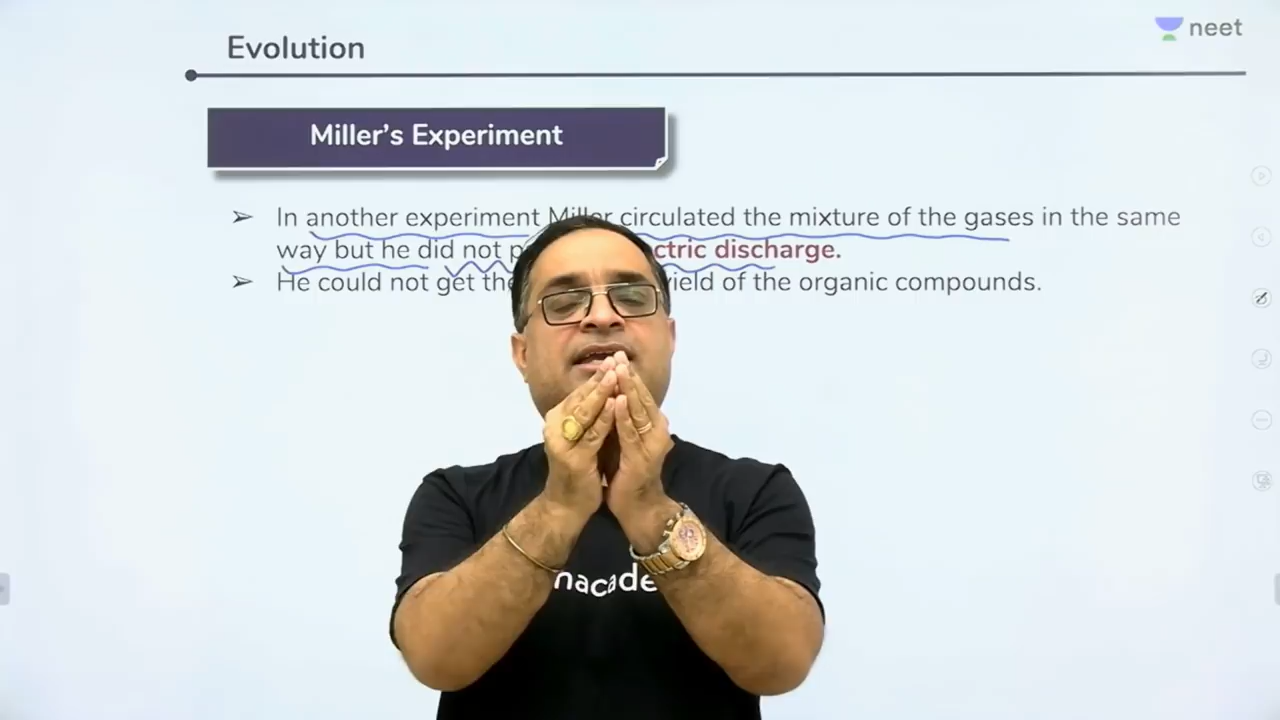 Evolution
neet
Miller's Experiment
➢ In another experiment Miller circulated the mixture of the gases in the same
way but he did not ctric discharge.
➢ He could not get the yield of the organic compounds.
nacade